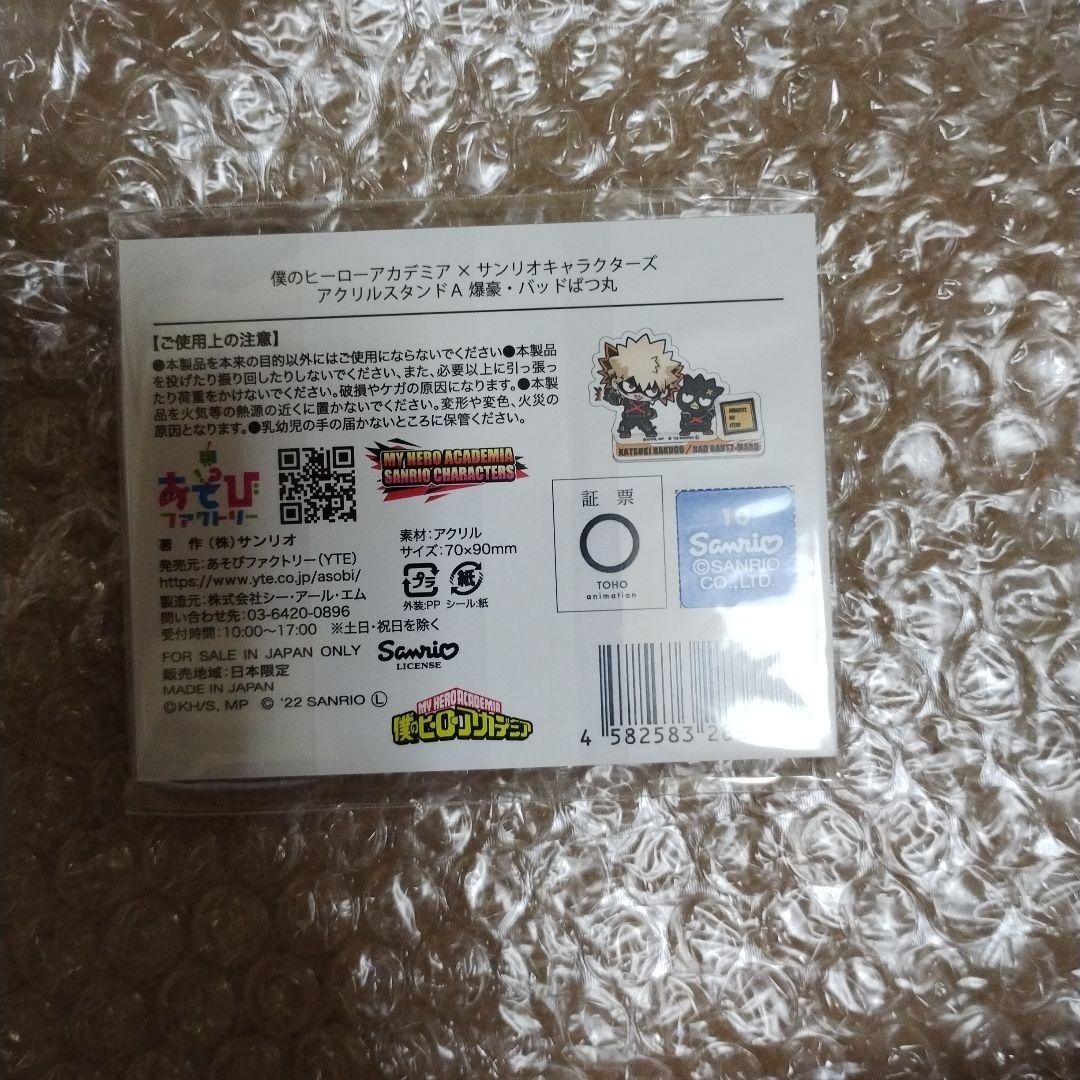 僕のヒーローアカデミア × サンリオキャラクターズ
アクリルスタンドA 爆豪・バッドばつ丸
【ご使用上の注意】
●本製品を本来の目的以外にはご使用にならないでください●本製品
を投げたり振り回したりしないでください、また、必要以上に引っ張っ
たり荷重をかけないでください。破損やケガの原因になります。●本製
品を火気等の熱源の近くに置かないでください。変形や変色、火災の
原因となります。●乳幼児の手の届かないところに保管ください。
KATSUKI BAKUGO / BAD BADTZ-MARU
あそび
ファクトリー
MY HERO ACADEMIA
SANRIO CHARACTERS
著 作 (株)サンリオ
発売元:あそびファクトリー(YTE)
https://www.yte.co.jp/asobi/
製造元:株式会社シー・アール・エム
問い合わせ先:03-6420-0896
受付時間:10:00〜17:00 ※土日・祝日を除く
FOR SALE IN JAPAN ONLY
販売地域:日本限定
MADE IN JAPAN
©KH/S, MP © '22 SANRIO Ⓛ
素材:アクリル
サイズ:70×90mm
プラ 紙
外装:PP シール:紙
Sanrio
LICENSE
MY HERO ACADEMIA
僕のヒーローアカデミア
証 票
TOHO
animation
10
Sanrio
©SANRIO
CO.,LTD.
4 582583